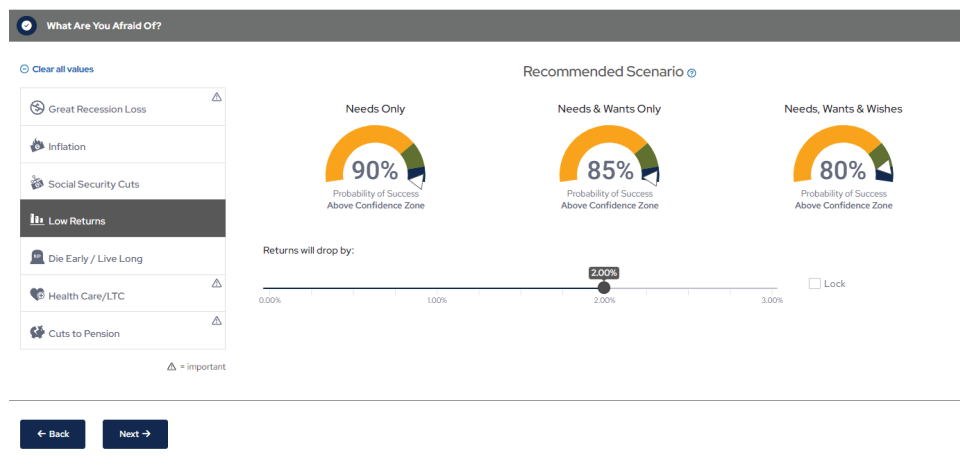 What Are You Afraid Of?
Clear all values
Great Recession Loss
Inflation
Social Security Cuts
Low Returns
Die Early / Live Long
Health Care/LTC
Cuts to Pension
= important
Recommended Scenario
Needs Only
90%
Probability of Success
Above Confidence Zone
Needs & Wants Only
85%
Probability of Success
Above Confidence Zone
Needs, Wants & Wishes
80%
Probability of Success
Above Confidence Zone
Returns will drop by:
2.00%
0.00% 1.00% 2.00% 3.00%
Lock
← Back
Next →